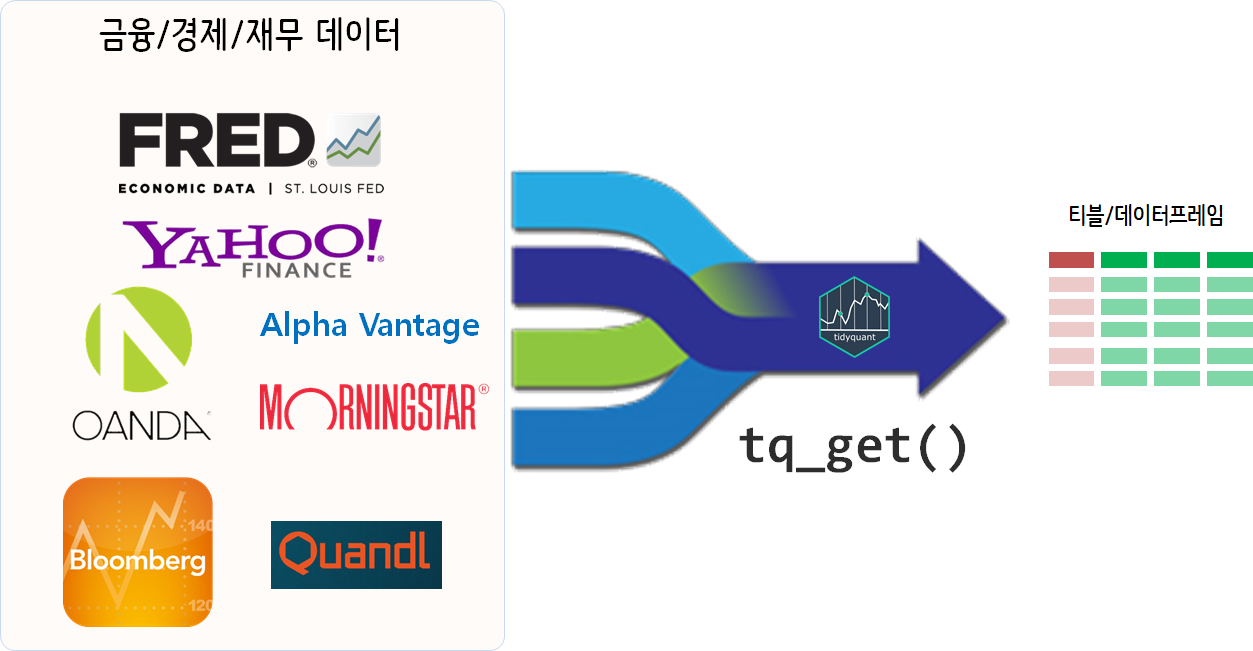 금융/경제/재무 데이터
FRED®
ECONOMIC DATA | ST. LOUIS FED
YAHOO!®
FINANCE
OANDA
Alpha Vantage
MORNINGSTAR®
140
Bloomberg
120
Quandl
tidyquant
tq_get()
티블/데이터프레임